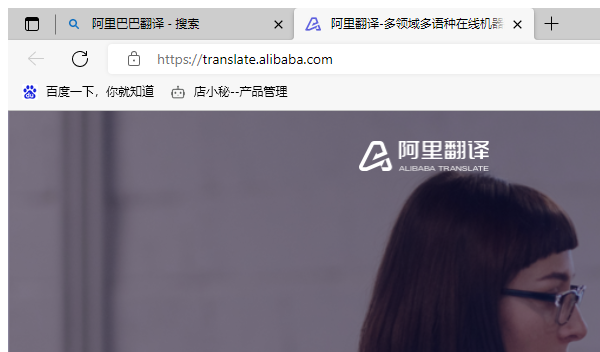 阿里巴巴翻译 - 搜索
阿里翻译-多领域多语种在线机器
https://translate.alibaba.com
百度一下，你就知道
店小秘--产品管理
阿里翻译
ALIBABA TRANSLATE